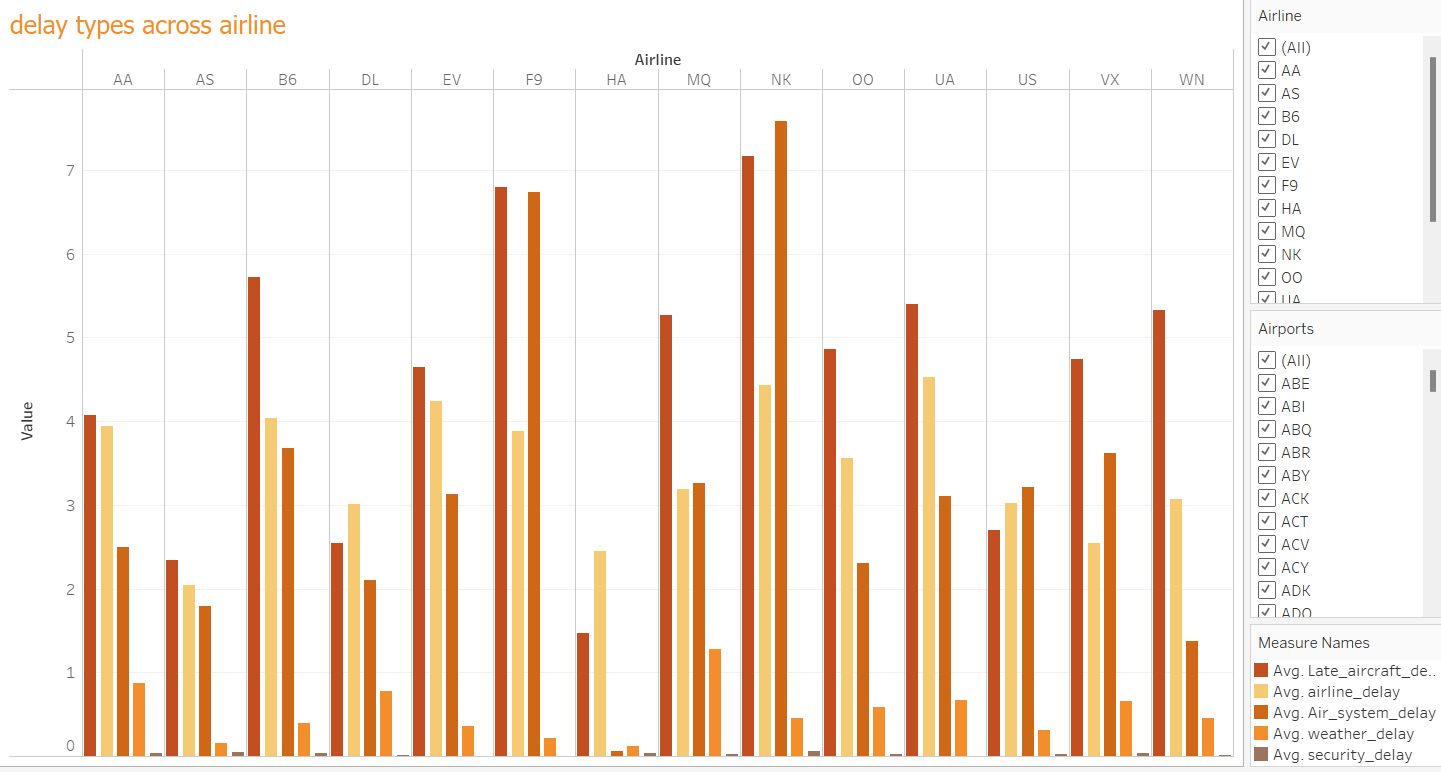 delay types across airline
Airline
AA AS B6 DL EV F9 HA MQ NK OO UA US VX WN
7
6
5
4
3
2
1
0
Value
Airline
(All)
AA
AS
B6
DL
EV
F9
HA
MQ
NK
OO
UA
Airports
(All)
ABE
ABI
ABQ
ABR
ABY
ACK
ACT
ACV
ACY
ADK
Measure Names
Avg. Late_aircraft_de..
Avg. airline_delay
Avg. Air_system_delay
Avg. weather_delay
Avg. security_delay